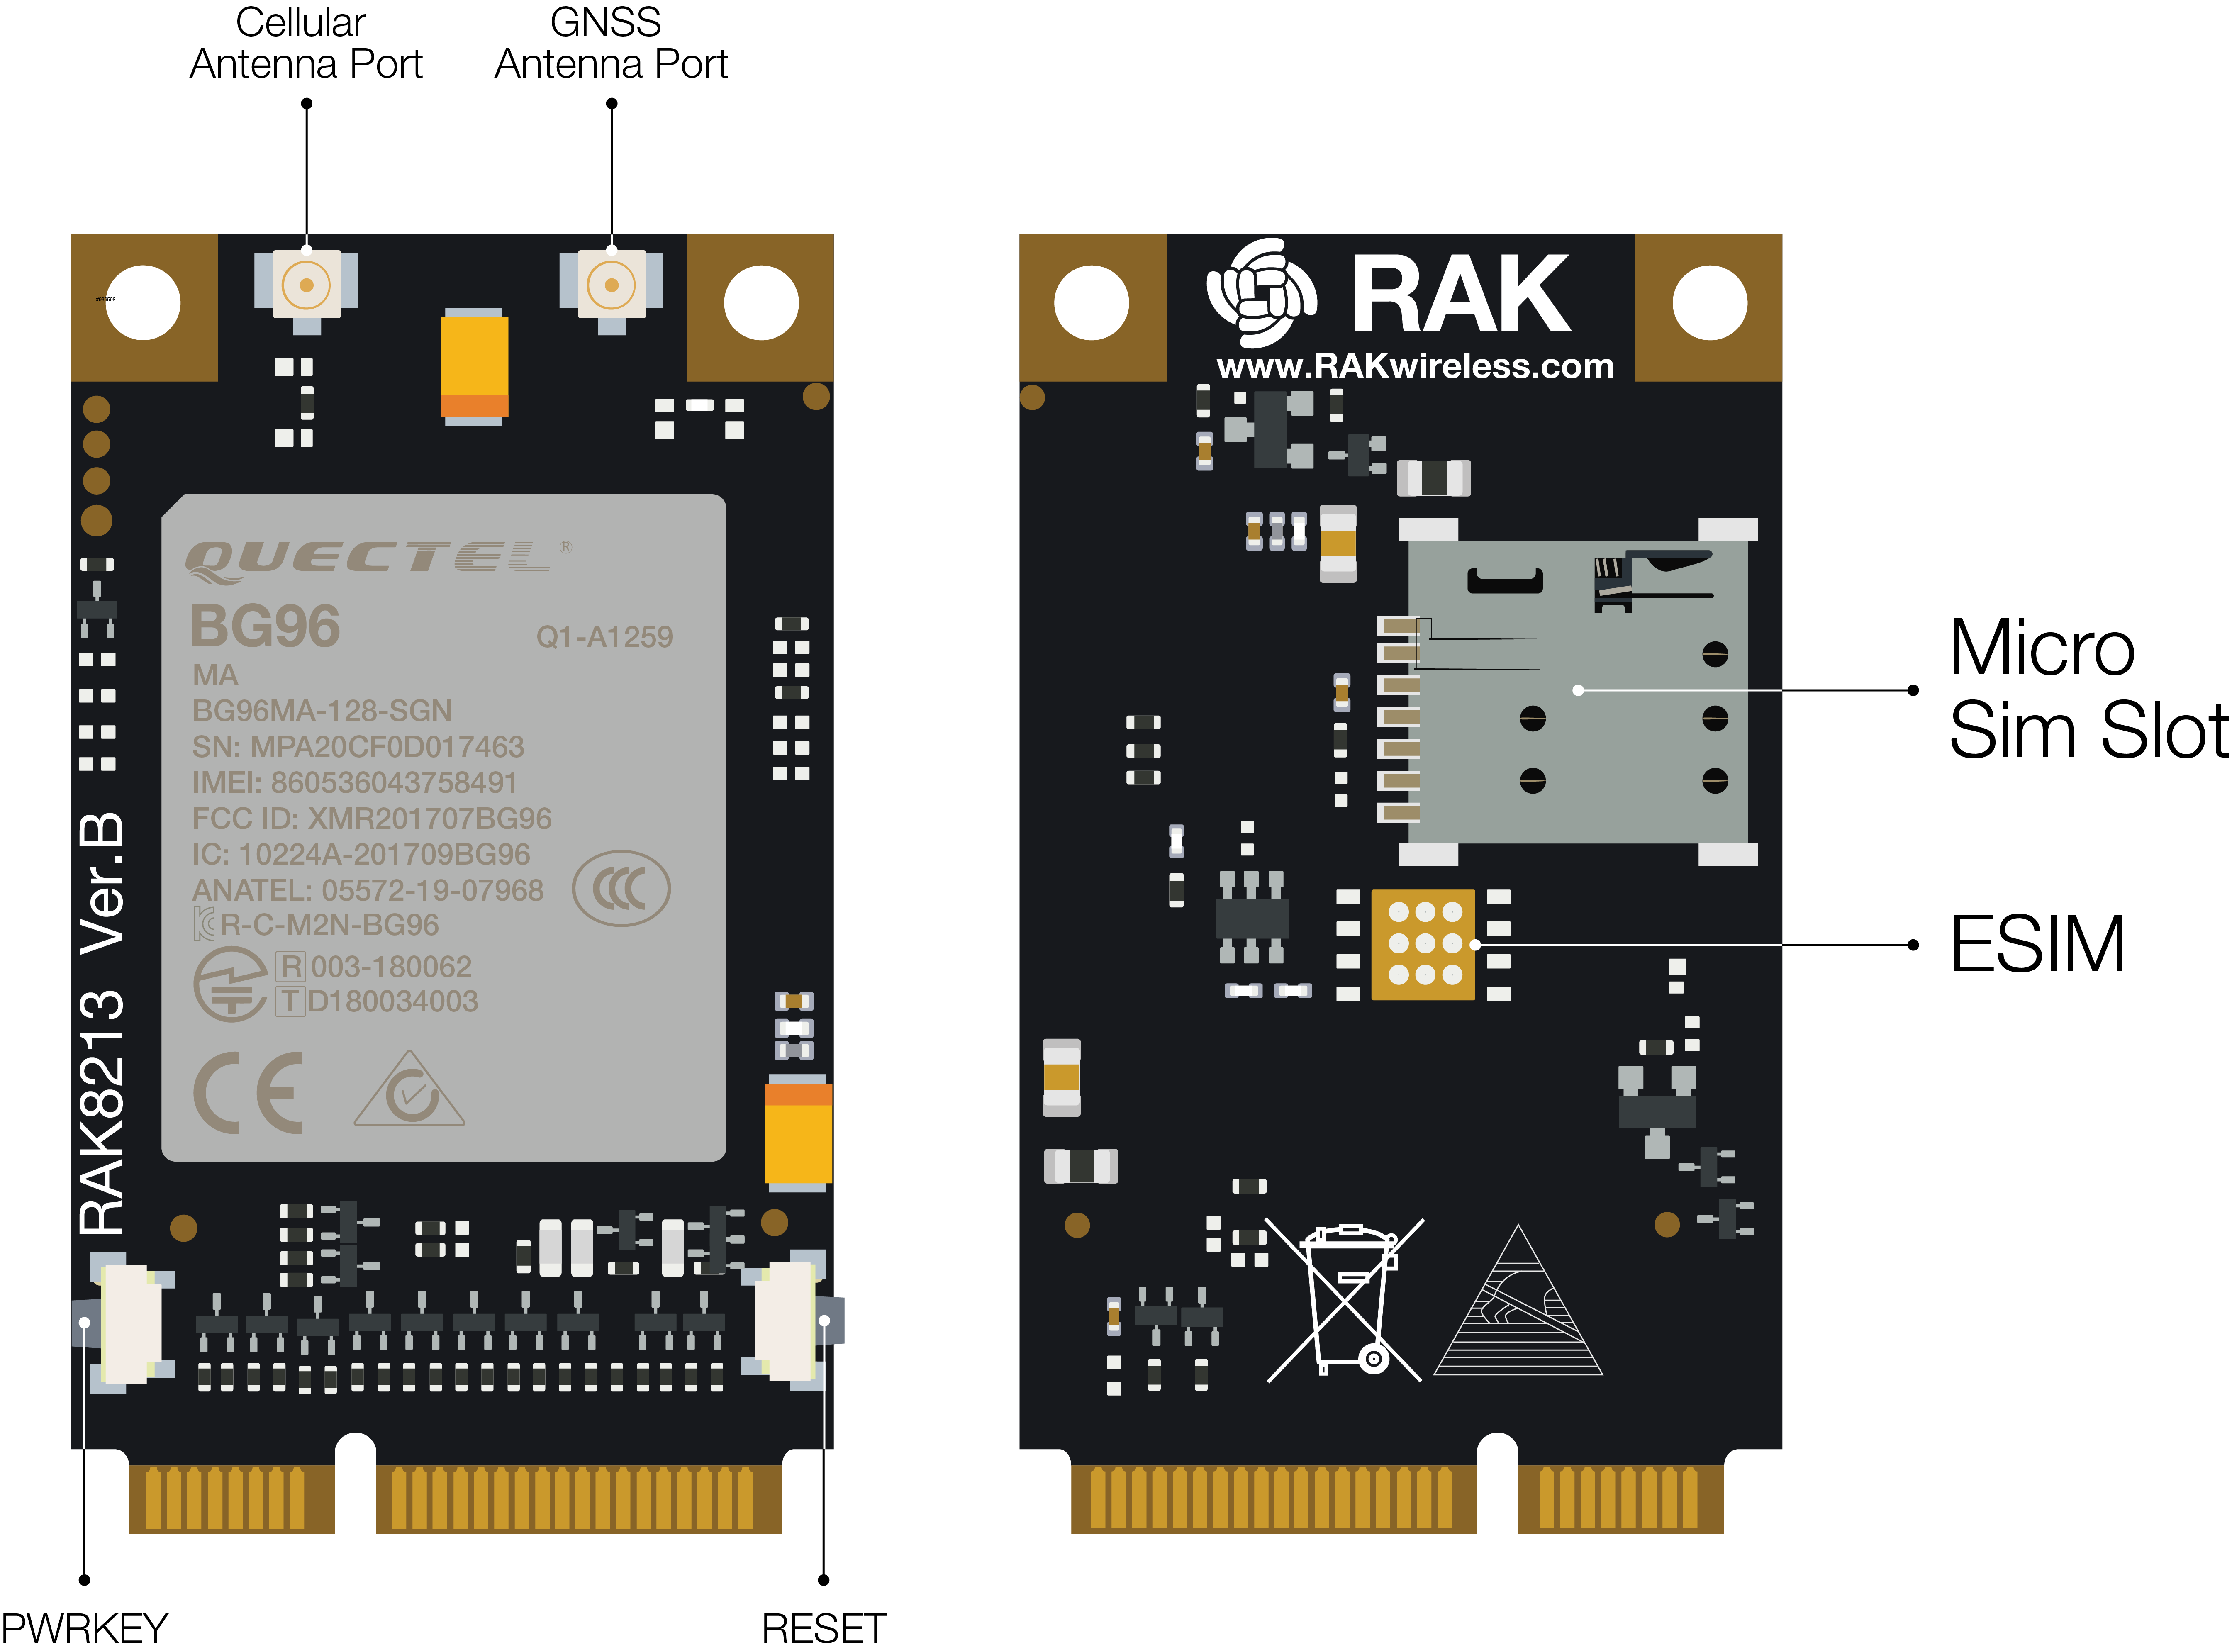 Cellular
Antenna Port
GNSS
Antenna Port
QUECTEL®
BG96
Q1-A1259
MA
BG96MA-128-SGN
SN: MPA20CF0D017463
IMEI: 860536043758491
FCC ID: XMR201707BG96
IC: 10224A-201709BG96
ANATEL: 05572-19-07968
R-C-M2N-BG96
R 003-180062
T D180034003
CE
RAK8213 Ver.B
PWRKEY
RESET
RAK
www.RAKwireless.com
Micro
Sim Slot
ESIM